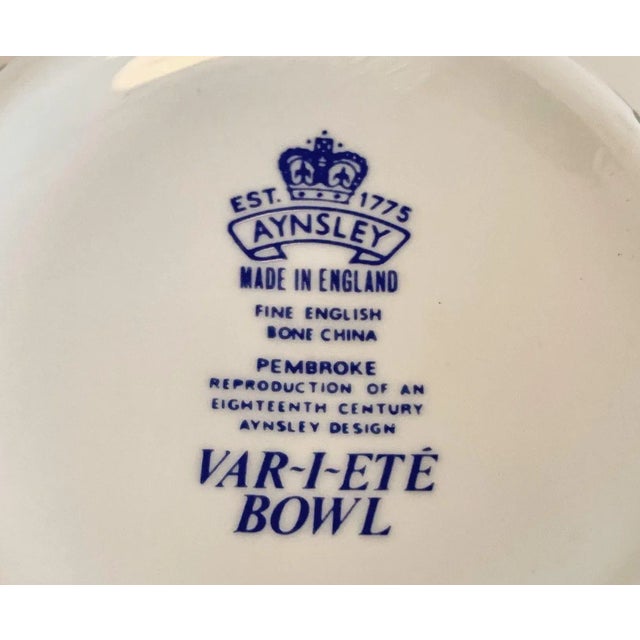 EST. 1775
AYNSLEY
MADE IN ENGLAND
FINE ENGLISH
BONE CHINA
PEMBROKE
REPRODUCTION OF AN
EIGHTEENTH CENTURY
AYNSLEY DESIGN
VAR-I-ETÉ
BOWL